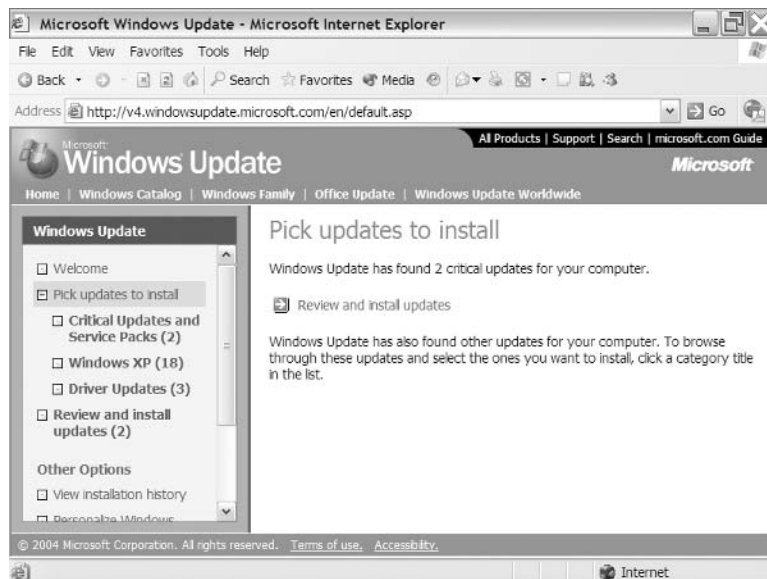 Microsoft Windows Update - Microsoft Internet Explorer
File Edit View Favorites Tools Help
Back Search Favorites Media
Address http://v4.windowsupdate.microsoft.com/en/default.asp Go
All Products | Support | Search | microsoft.com Guide
Microsoft
Windows Update
Microsoft
Home | Windows Catalog | Windows Family | Office Update | Windows Update Worldwide
Windows Update
Welcome
Pick updates to install
Critical Updates and
Service Packs (2)
Windows XP (18)
Driver Updates (3)
Review and install
updates (2)
Other Options
View installation history
Personalize Windows
Pick updates to install
Windows Update has found 2 critical updates for your computer.
Review and install updates
Windows Update has also found other updates for your computer. To browse
through these updates and select the ones you want to install, click a category title
in the list.
© 2004 Microsoft Corporation. All rights reserved. Terms of use. Accessibility.
Internet